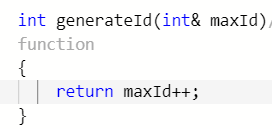 int generateId(int& maxId)/
function
{
return maxId++;
}